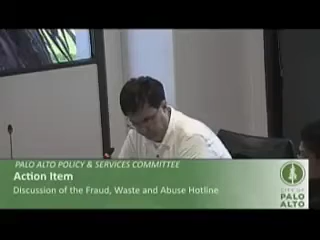 PALO ALTO POLICY & SERVICES COMMITTEE
Action Item
Discussion of the Fraud, Waste and Abuse Hotline
CITY OF
PALO
ALTO